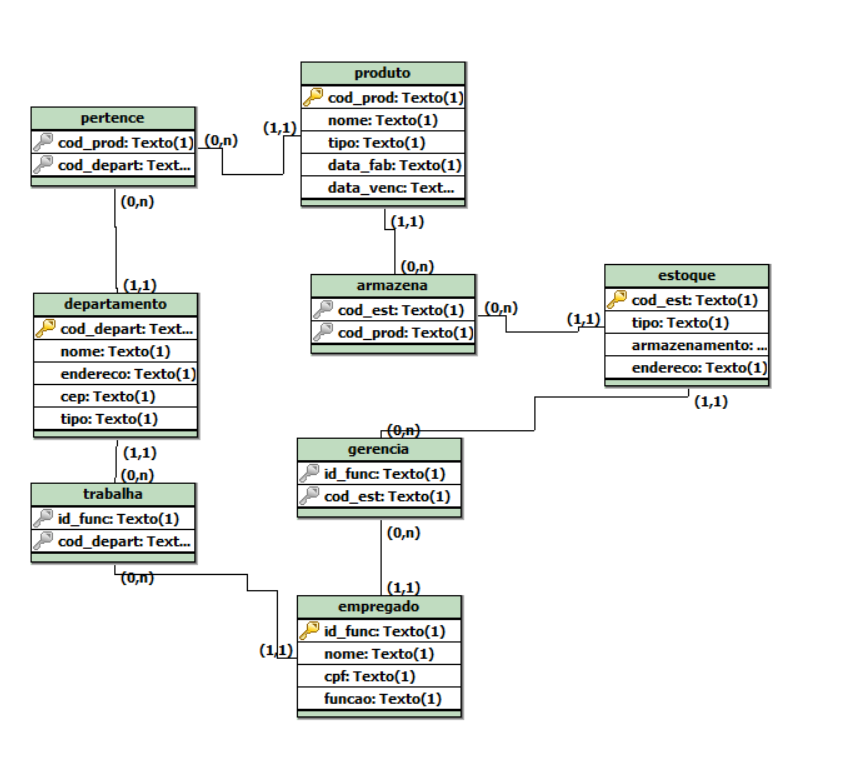 produto
cod_prod: Texto(1)
nome: Texto(1)
tipo: Texto(1)
data_fab: Texto(1)
data_venc: Text...
(1,1)
(1,1)
pertence
cod_prod: Texto(1)
cod_depart: Text...
(0,n)
(0,n)
(1,1)
departamento
cod_depart: Text...
nome: Texto(1)
endereco: Texto(1)
cep: Texto(1)
tipo: Texto(1)
(1,1)
(0,n)
armazena
cod_est: Texto(1)
cod_prod: Texto(1)
(0,n)
(1,1)
estoque
cod_est: Texto(1)
tipo: Texto(1)
armazenamento: ...
endereco: Texto(1)
(1,1)
(0,n)
gerencia
id_func: Texto(1)
cod_est: Texto(1)
(0,n)
(0,n)
trabalha
id_func: Texto(1)
cod_depart: Text...
(0,n)
(1,1)
(1,1)
empregado
id_func: Texto(1)
nome: Texto(1)
cpf: Texto(1)
funcao: Texto(1)